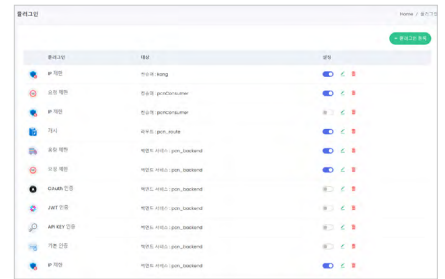 플러그인
Home / 플러그인
+ 플러그인 등록
플러그인 대상 설정
IP 제한 컨슈머 : kong
요청 제한 컨슈머 : pcnConsumer
IP 제한 컨슈머 : pcnConsumer
캐시 라우트 : pcn_route
용량 제한 백엔드 서비스 : pcn_backend
요청 제한 백엔드 서비스 : pcn_backend
OAuth 인증 백엔드 서비스 : pcn_backend
JWT 인증 백엔드 서비스 : pcn_backend
API KEY 인증 백엔드 서비스 : pcn_backend
기본 인증 백엔드 서비스 : pcn_backend
IP 제한 백엔드 서비스 : pcn_backend